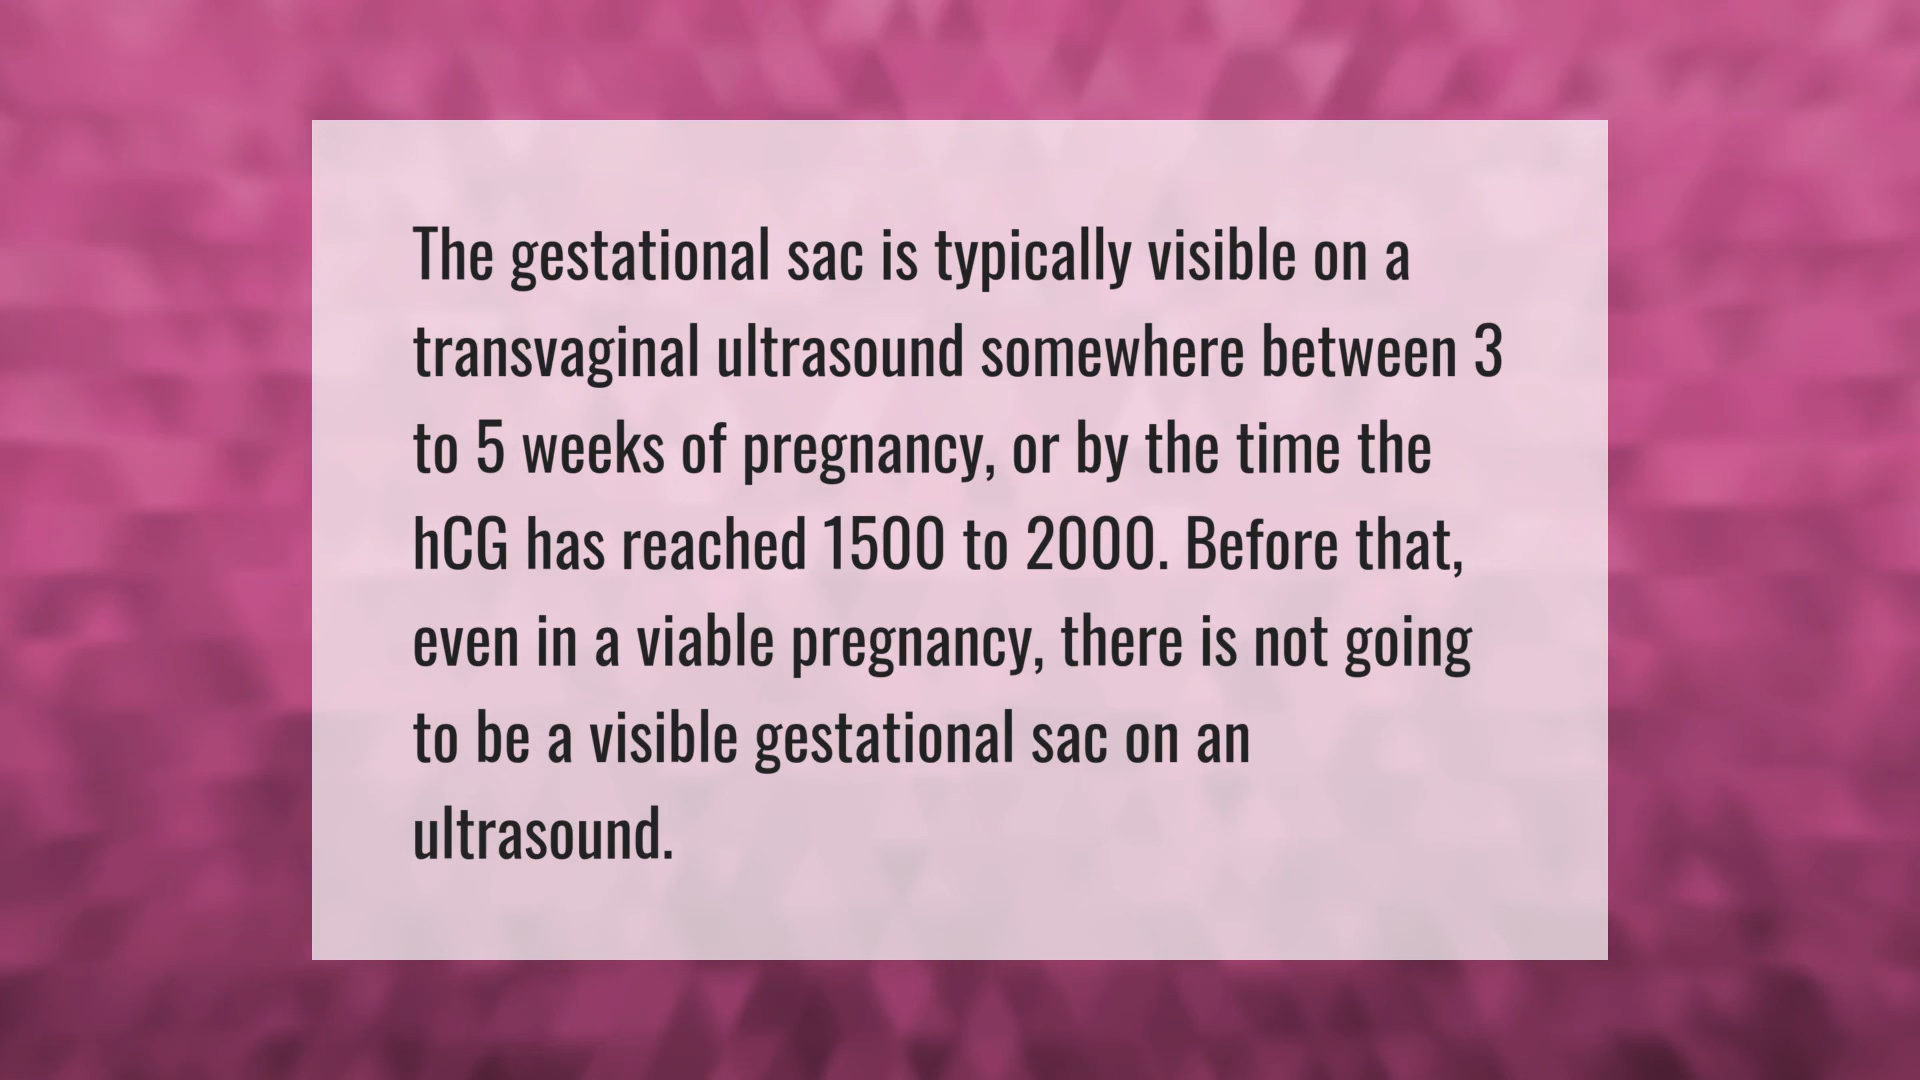 The gestational sac is typically visible on a
transvaginal ultrasound somewhere between 3
to 5 weeks of pregnancy, or by the time the
hCG has reached 1500 to 2000. Before that,
even in a viable pregnancy, there is not going
to be a visible gestational sac on an
ultrasound.